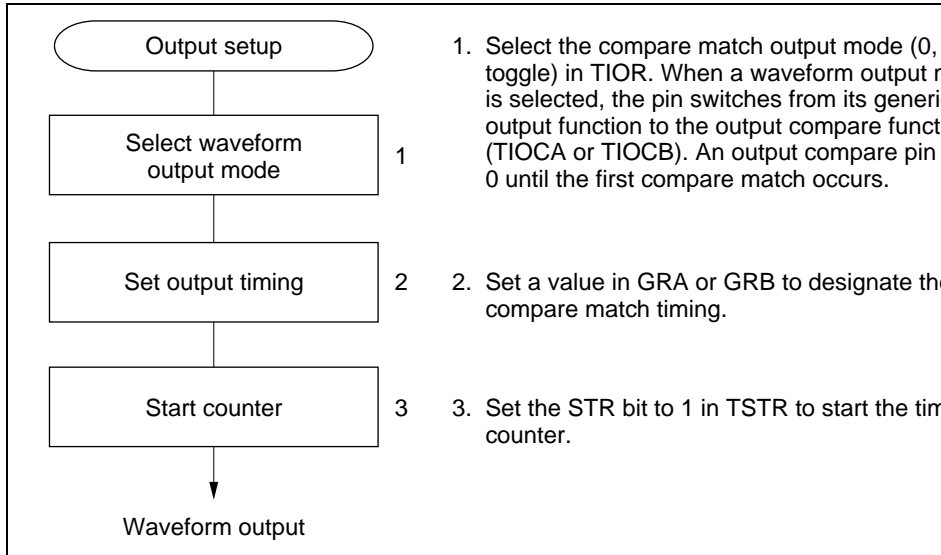 Output setup
Select waveform
output mode
1
Set output timing
2
Start counter
3
Waveform output
1. Select the compare match output mode (0,
toggle) in TIOR. When a waveform output
is selected, the pin switches from its
output function to the output compare
(TIOCA or TIOCB). An output compare pin
0 until the first compare match occurs.
2. Set a value in GRA or GRB to designate
compare match timing.
3. Set the STR bit to 1 in TSTR to start the
counter.